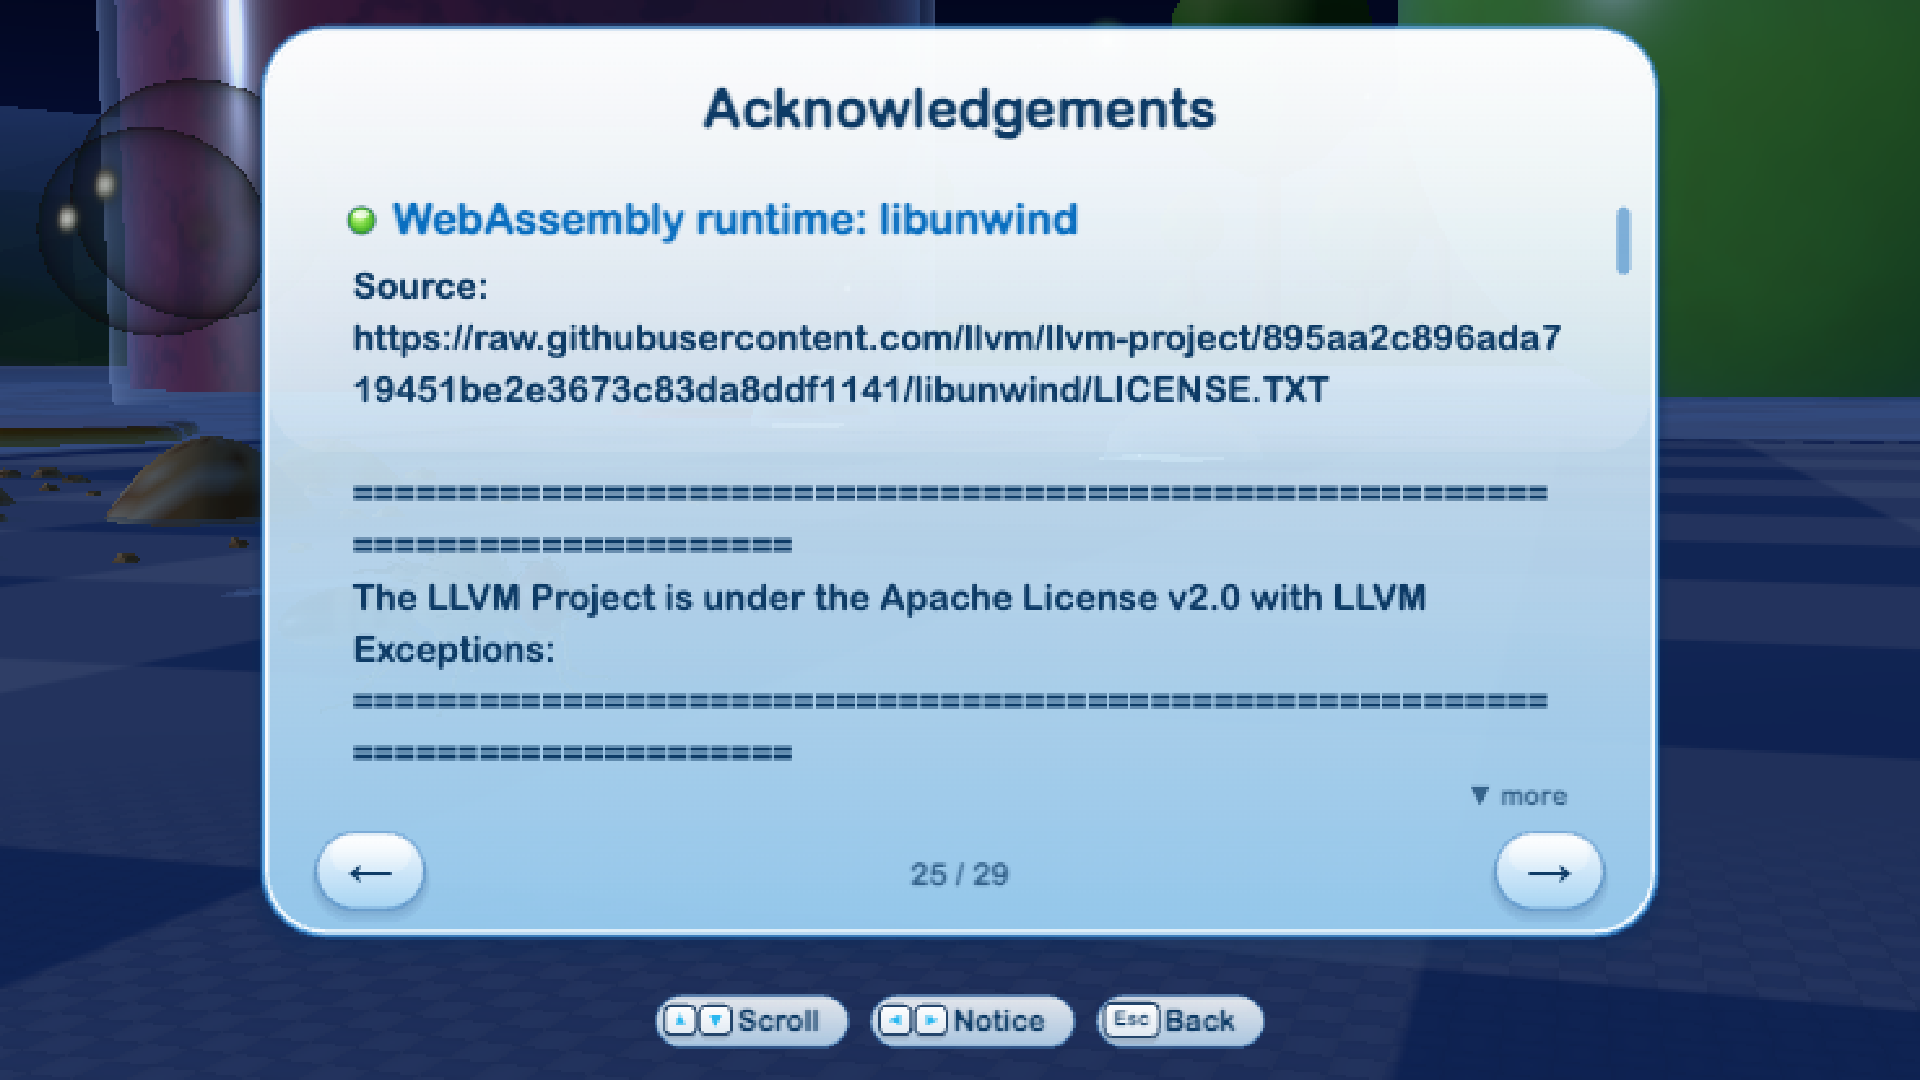 Acknowledgements
WebAssembly runtime: libunwind
Source:
https://raw.githubusercontent.com/llvm/llvm-project/895aa2c896ada7
19451be2e3673c83da8ddf1141/libunwind/LICENSE.TXT
=========================================================
=====================
The LLVM Project is under the Apache License v2.0 with LLVM
Exceptions:
=========================================================
=====================
▼ more
←
25 / 29
→
▲ ▼ Scroll
◄ ► Notice
Esc Back